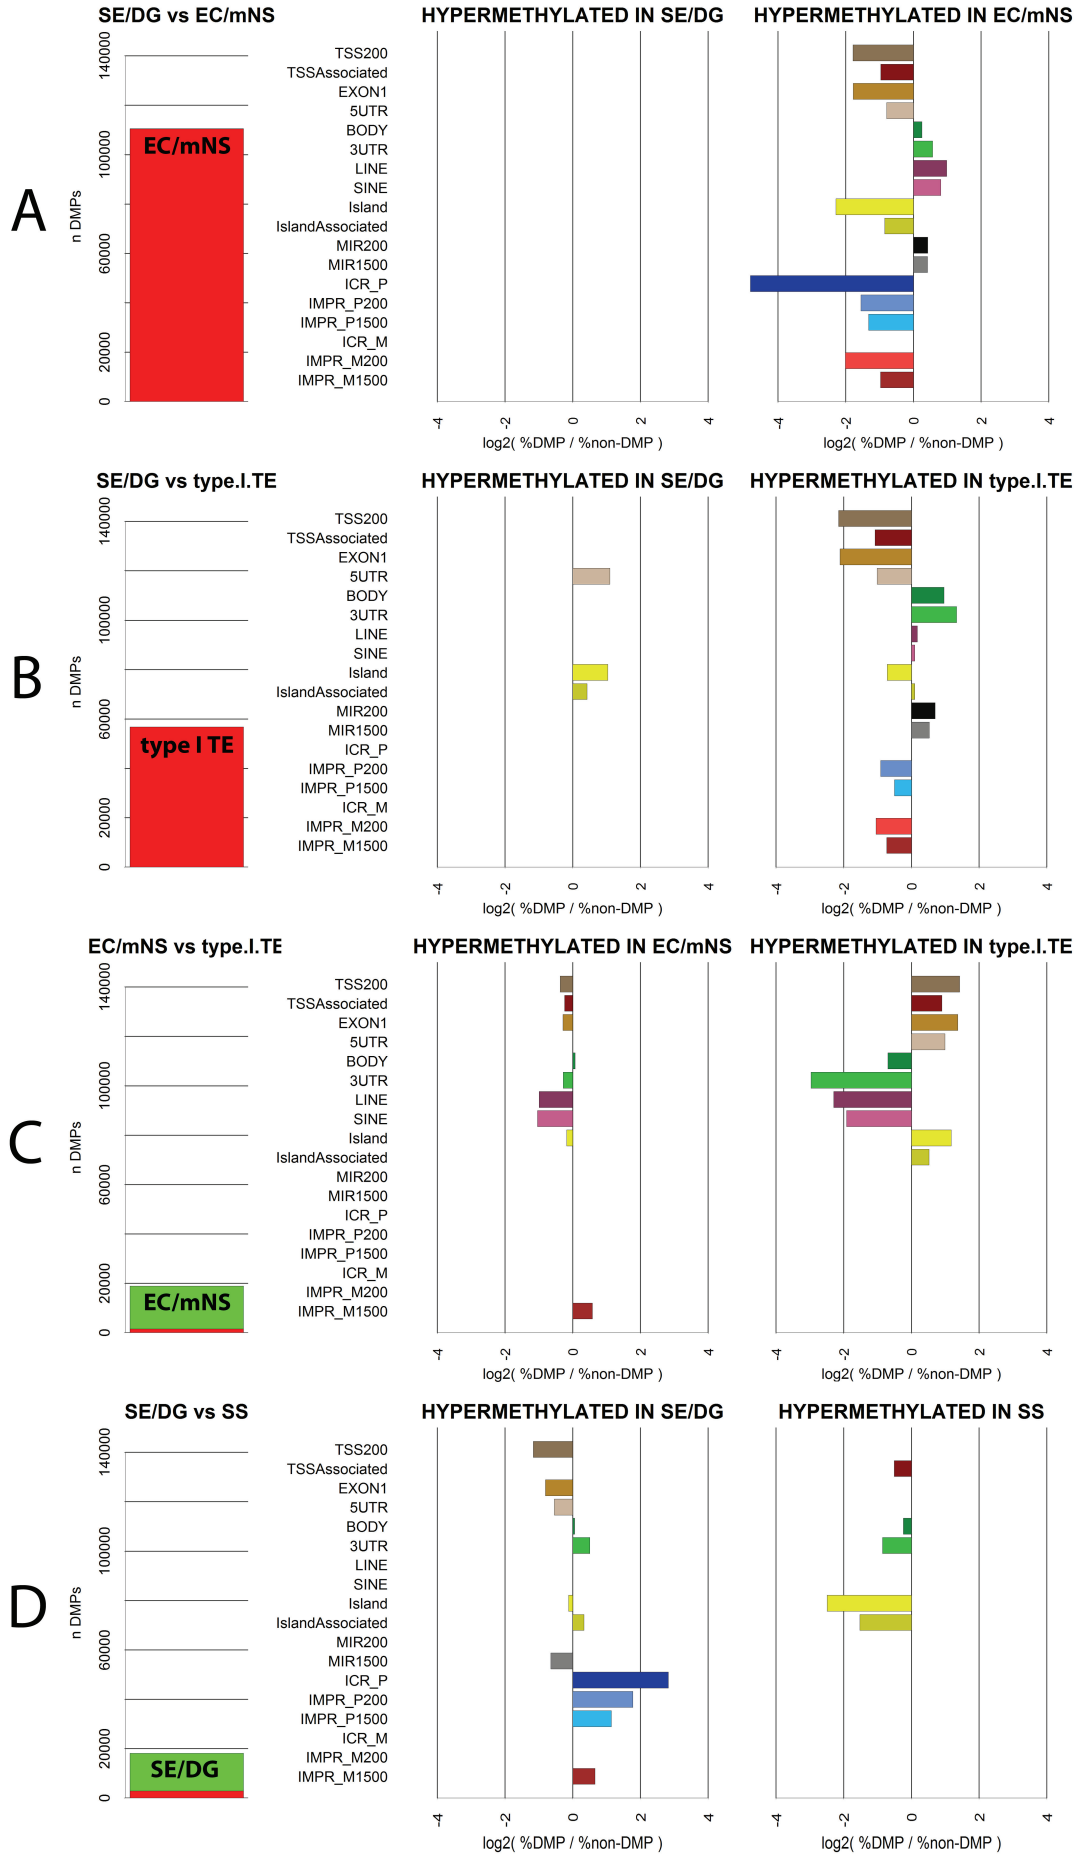 SE/DG vs EC/mNS
HYPERMETHYLATED IN SE/DG
HYPERMETHYLATED IN EC/mNS
A
n DMPs
0
20000
60000
100000
140000
EC/mNS
TSS200
TSSAssociated
EXON1
5UTR
BODY
3UTR
LINE
SINE
Island
IslandAssociated
MIR200
MIR1500
ICR_P
IMPR_P200
IMPR_P1500
ICR_M
IMPR_M200
IMPR_M1500
-4 -2 0 2 4
log2( %DMP / %non-DMP )
-4 -2 0 2 4
log2( %DMP / %non-DMP )
SE/DG vs type.I.TE
HYPERMETHYLATED IN SE/DG
HYPERMETHYLATED IN type.I.TE
B
n DMPs
0
20000
60000
100000
140000
type I TE
TSS200
TSSAssociated
EXON1
5UTR
BODY
3UTR
LINE
SINE
Island
IslandAssociated
MIR200
MIR1500
ICR_P
IMPR_P200
IMPR_P1500
ICR_M
IMPR_M200
IMPR_M1500
-4 -2 0 2 4
log2( %DMP / %non-DMP )
-4 -2 0 2 4
log2( %DMP / %non-DMP )
EC/mNS vs type.I.TE
HYPERMETHYLATED IN EC/mNS
HYPERMETHYLATED IN type.I.TE
C
n DMPs
0
20000
60000
100000
140000
EC/mNS
TSS200
TSSAssociated
EXON1
5UTR
BODY
3UTR
LINE
SINE
Island
IslandAssociated
MIR200
MIR1500
ICR_P
IMPR_P200
IMPR_P1500
ICR_M
IMPR_M200
IMPR_M1500
-4 -2 0 2 4
log2( %DMP / %non-DMP )
-4 -2 0 2 4
log2( %DMP / %non-DMP )
SE/DG vs SS
HYPERMETHYLATED IN SE/DG
HYPERMETHYLATED IN SS
D
n DMPs
0
20000
60000
100000
140000
SE/DG
TSS200
TSSAssociated
EXON1
5UTR
BODY
3UTR
LINE
SINE
Island
IslandAssociated
MIR200
MIR1500
ICR_P
IMPR_P200
IMPR_P1500
ICR_M
IMPR_M200
IMPR_M1500
-4 -2 0 2 4
log2( %DMP / %non-DMP )
-4 -2 0 2 4
log2( %DMP / %non-DMP )